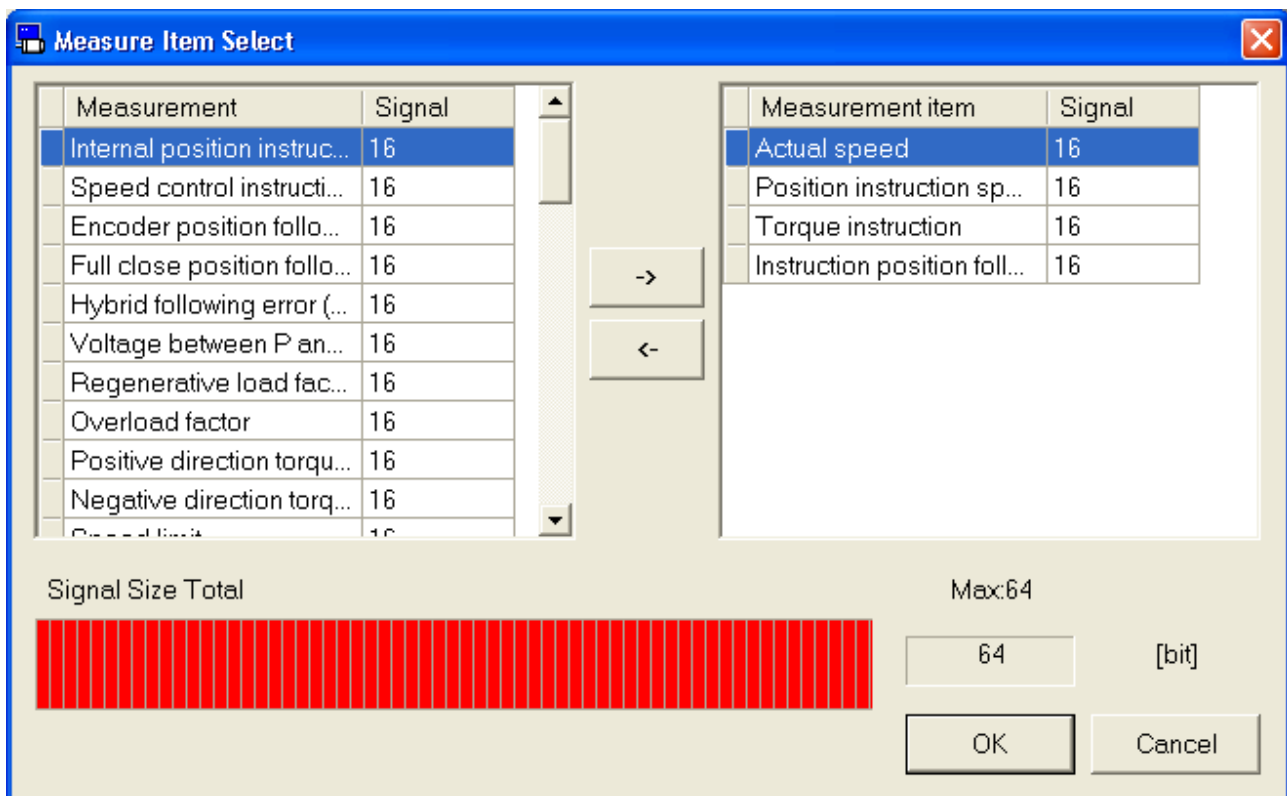 Measure Item Select
Measurement Signal
Internal position instruc... 16
Speed control instructi... 16
Encoder position follo... 16
Full close position follo... 16
Hybrid following error (... 16
Voltage between P an... 16
Regenerative load fac... 16
Overload factor 16
Positive direction torqu... 16
Negative direction torq... 16
Speed limit 16
->
<-
Measurement item Signal
Actual speed 16
Position instruction sp... 16
Torque instruction 16
Instruction position foll... 16
Signal Size Total
Max:64
64 [bit]
OK Cancel